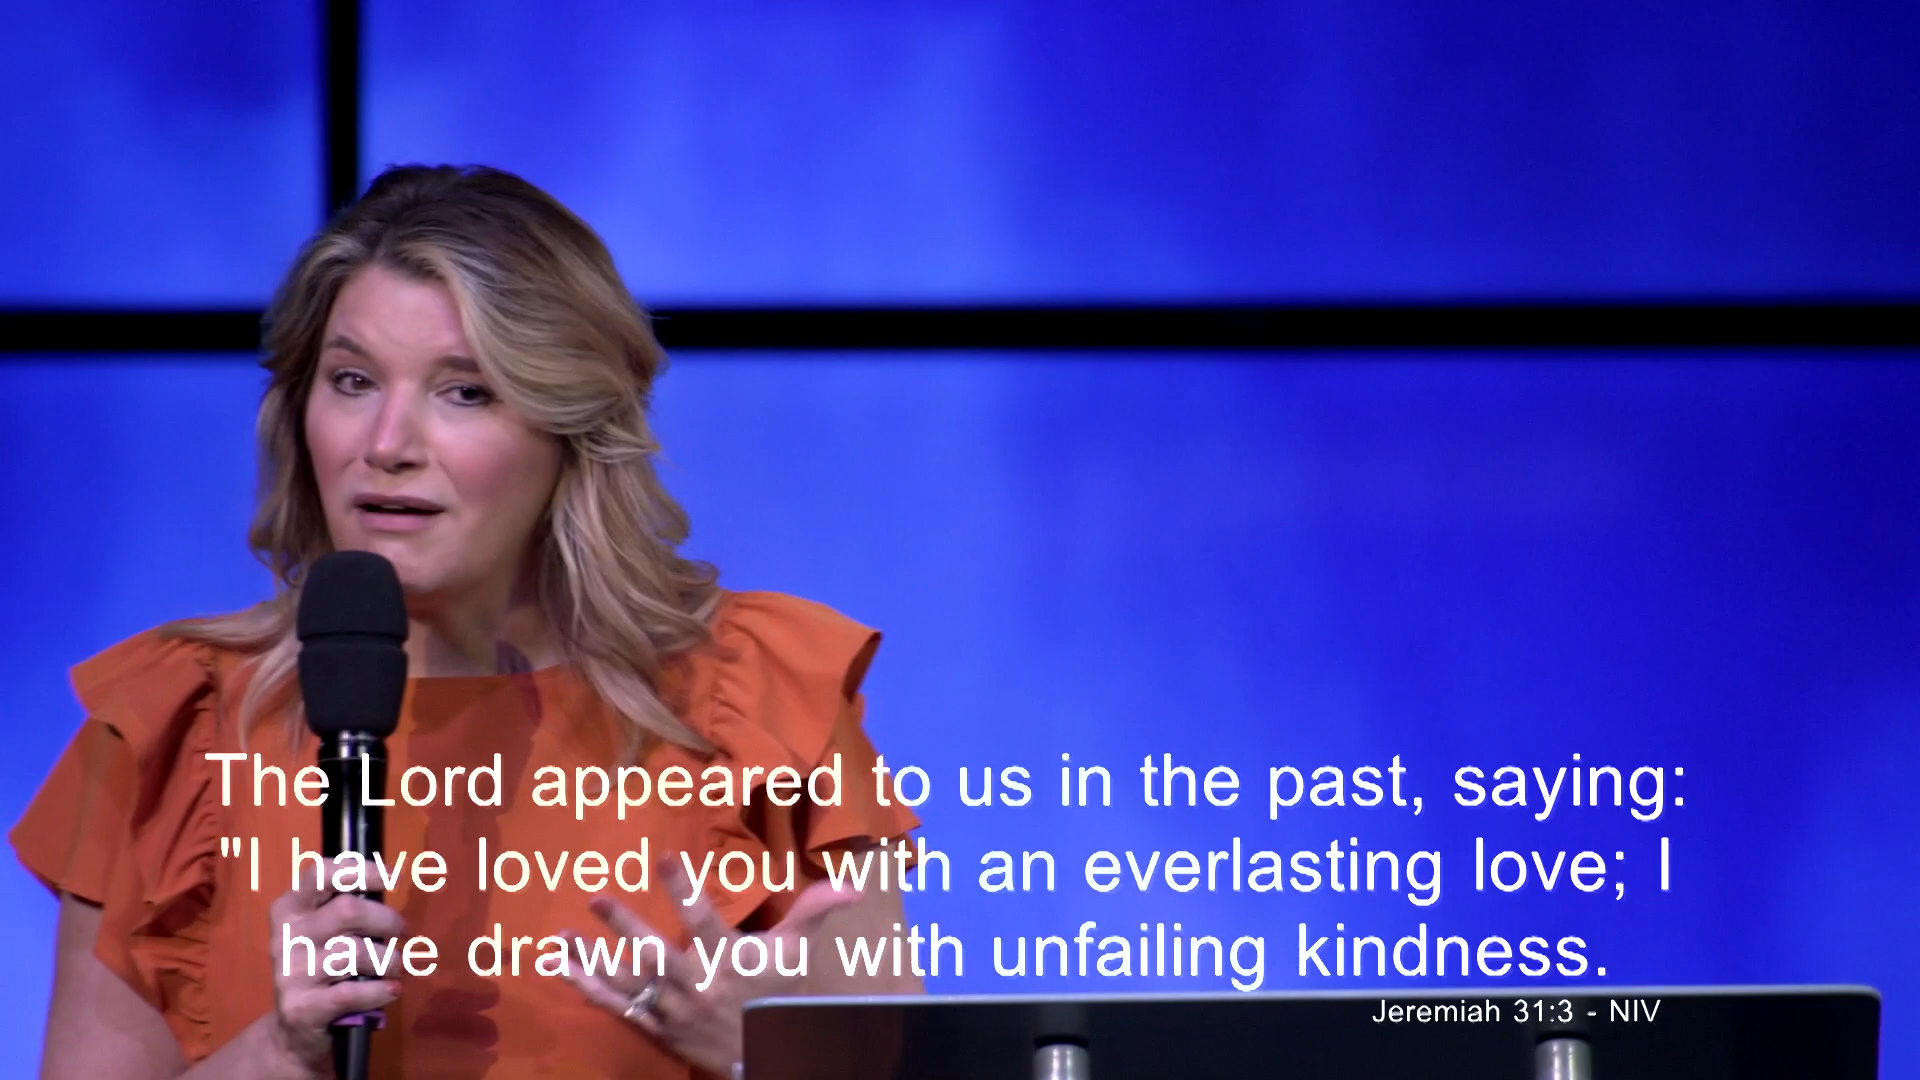 The Lord appeared to us in the past, saying:
"I have loved you with an everlasting love; I
have drawn you with unfailing kindness.
Jeremiah 31:3 - NIV